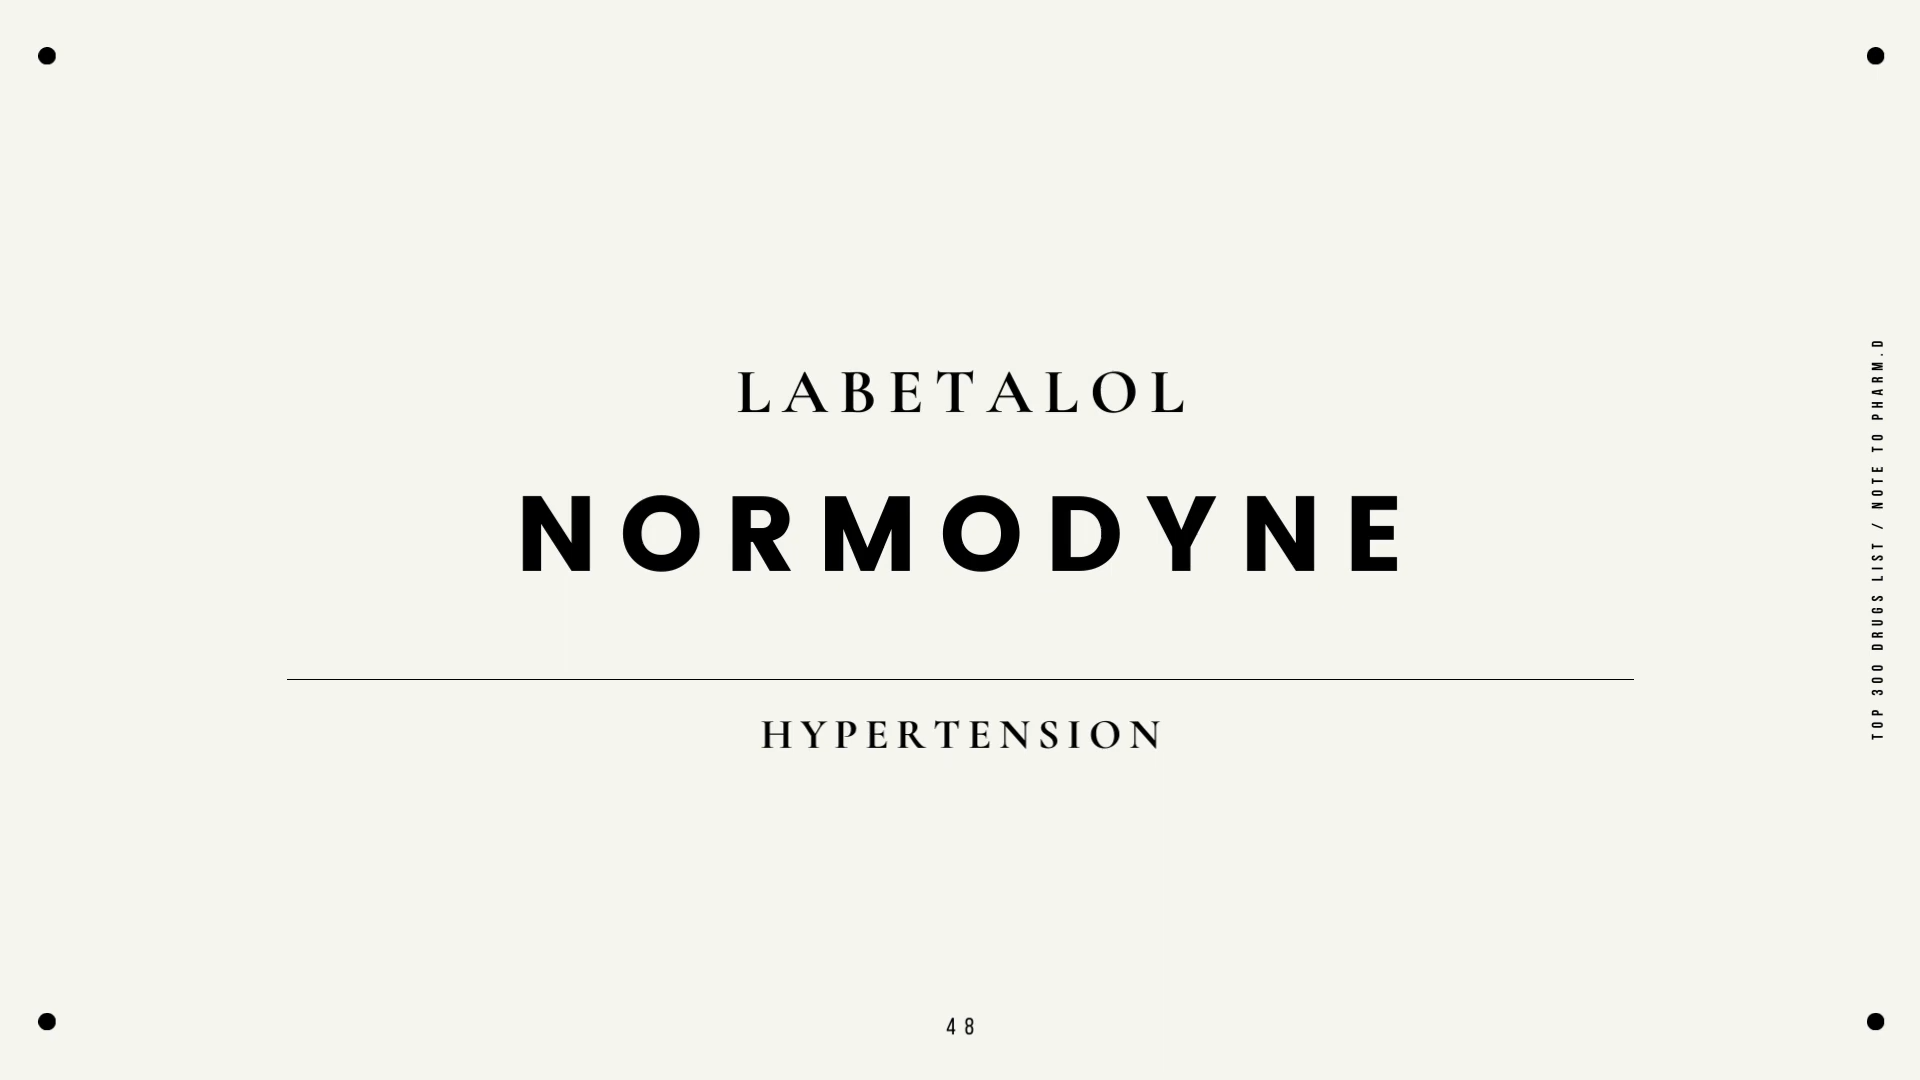 LABETALOL
NORMODYNE
HYPERTENSION
48
TOP 300 DRUGS LIST / NOTE TO PHARM.D